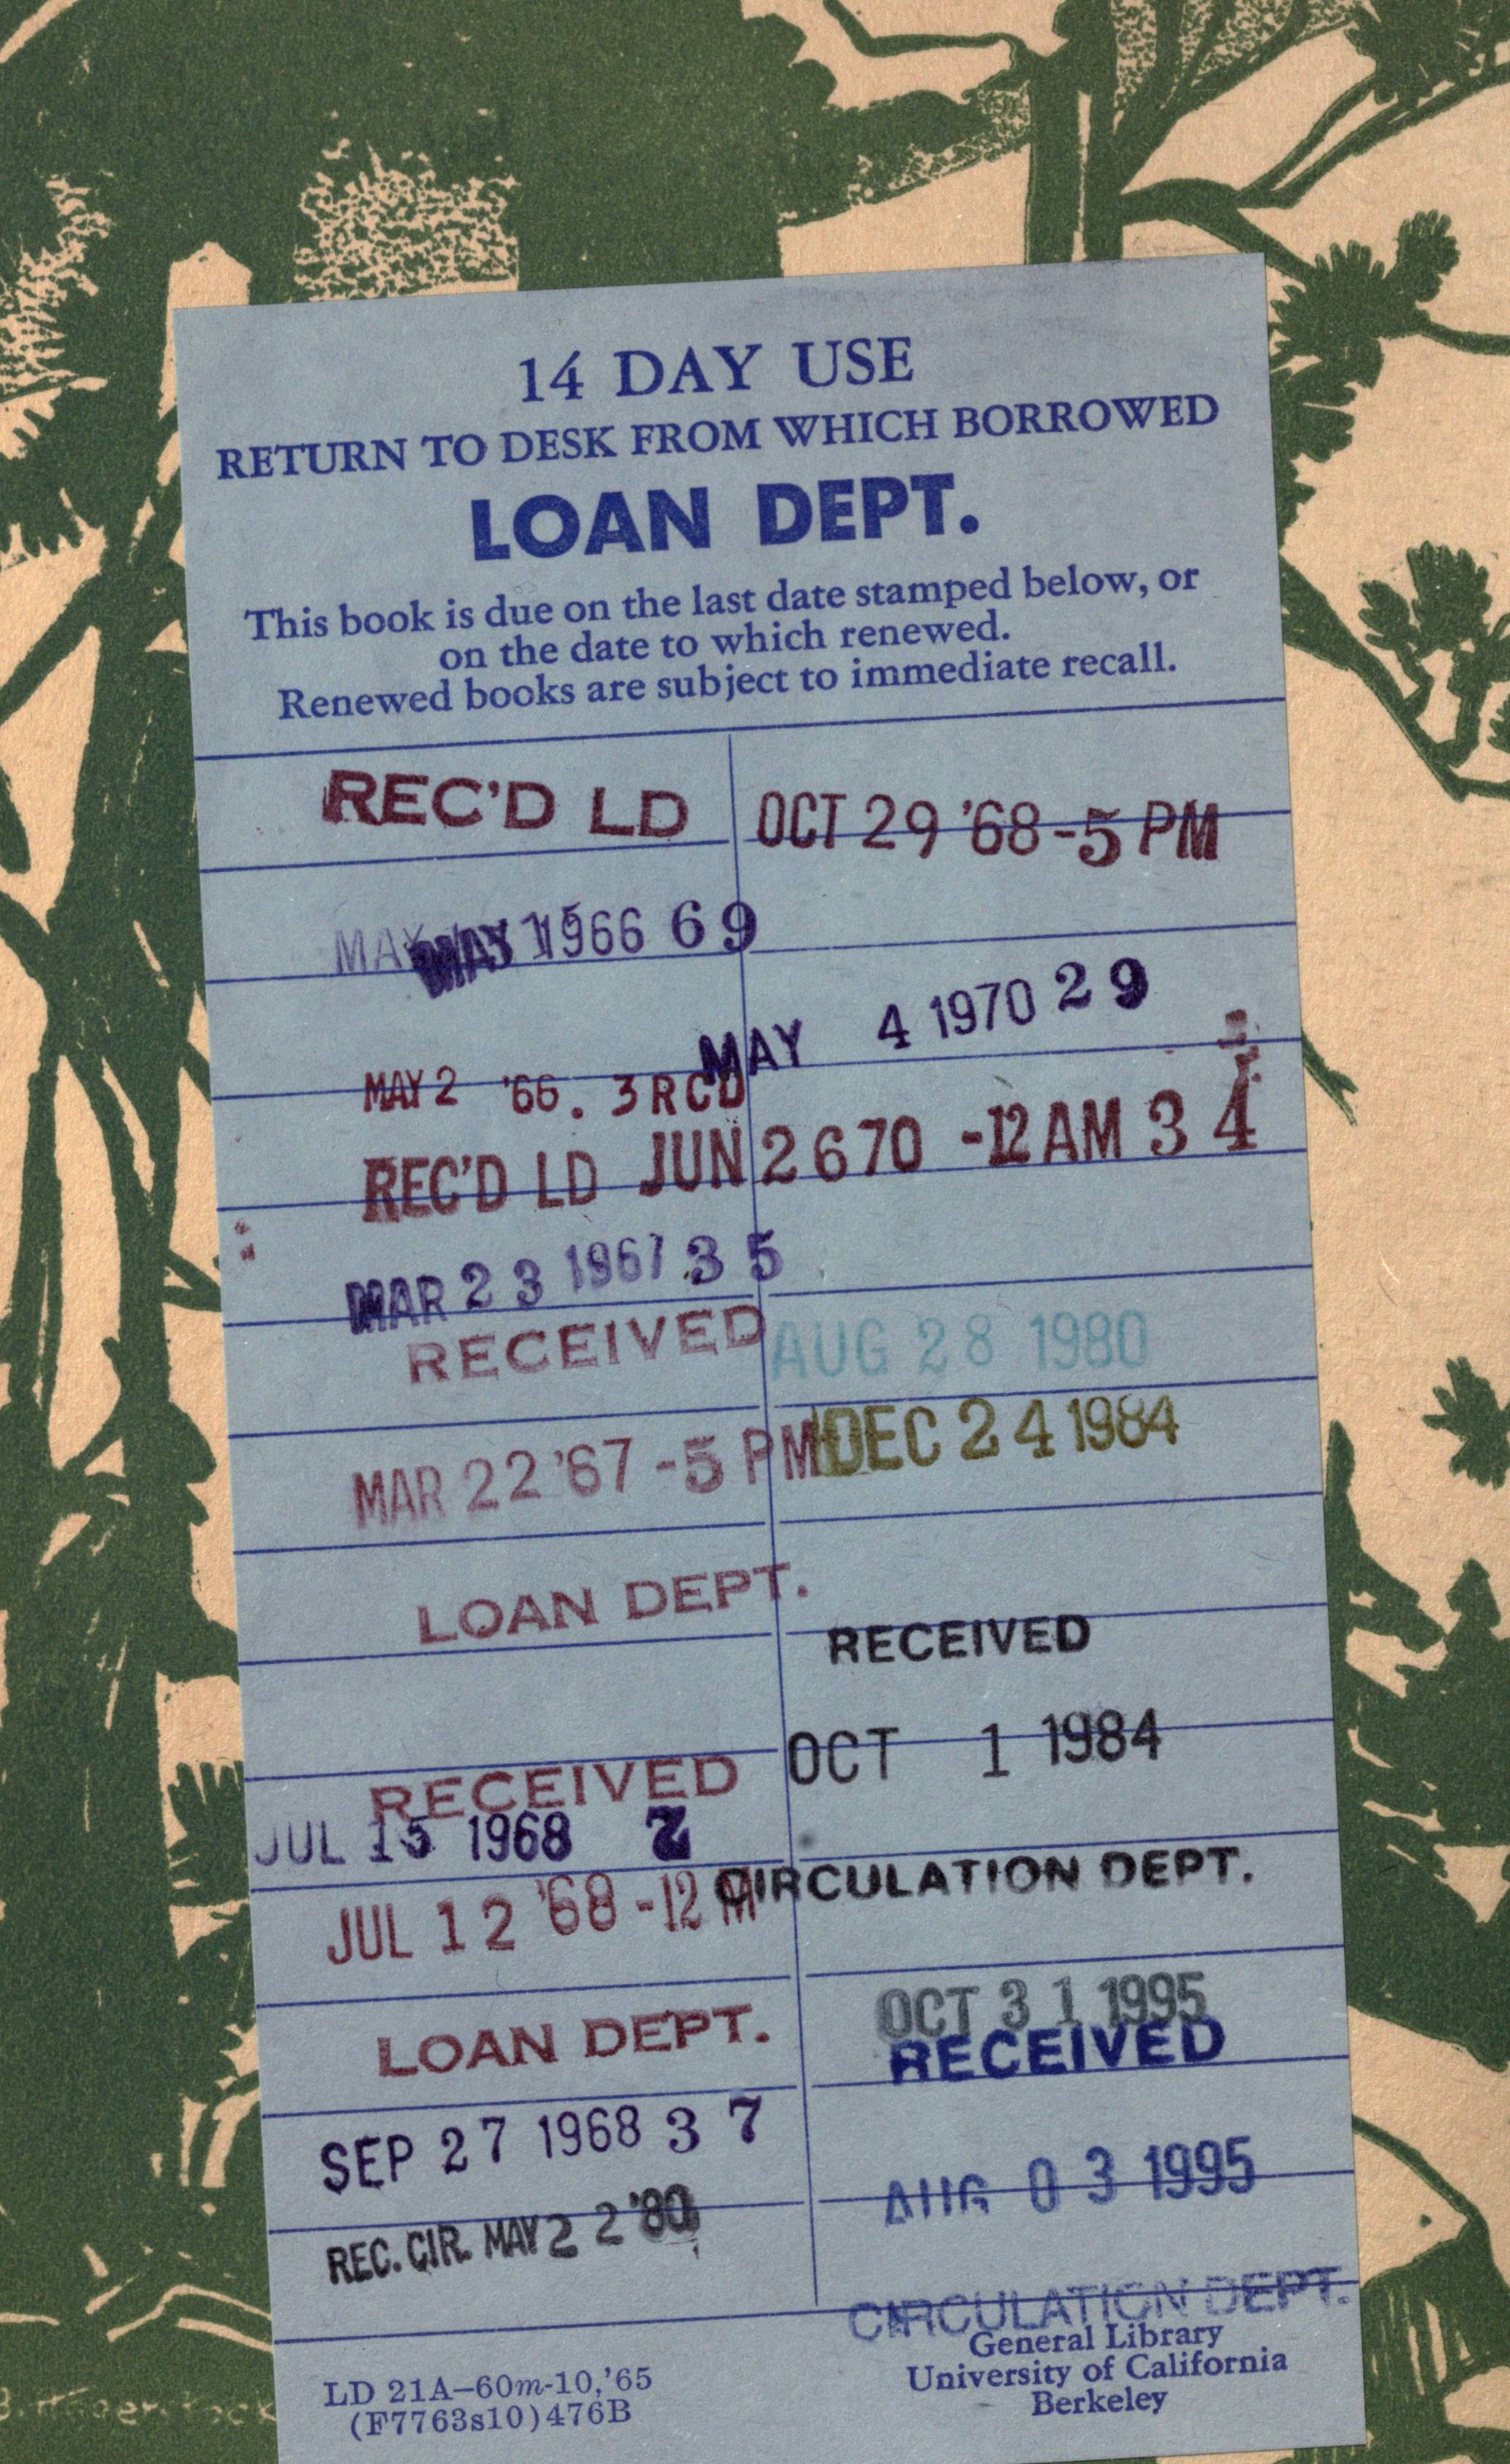 14 DAY USE
RETURN TO DESK FROM WHICH BORROWED
LOAN DEPT.
This book is due on the last date stamped below, or
on the date to which renewed.
Renewed books are subject to immediate recall.
REC'D LD
OCT 29 '68 -5 PM
MAY 1966 6 9
MAY 4 1970 2 9
MAY 2 '66. 3 RCD
REC'D LD JUN 26 70 -12 AM 3 4
MAR 23 1967 3 5
RECEIVED
AUG 28 1980
MAR 22 '67 -5 PM
DEC 24 1984
LOAN DEPT.
RECEIVED
OCT 1 1984
RECEIVED
JUL 15 1968
CIRCULATION DEPT.
JUL 12 '68 -12 M
OCT 31 1995
LOAN DEPT.
RECEIVED
SEP 27 1968 3 7
AUG 03 1995
REC. CIR. MAY 22 '80
CIRCULATION DEPT.
General Library
University of California
Berkeley
LD 21A–60m-10,'65
(F7763s10)476B